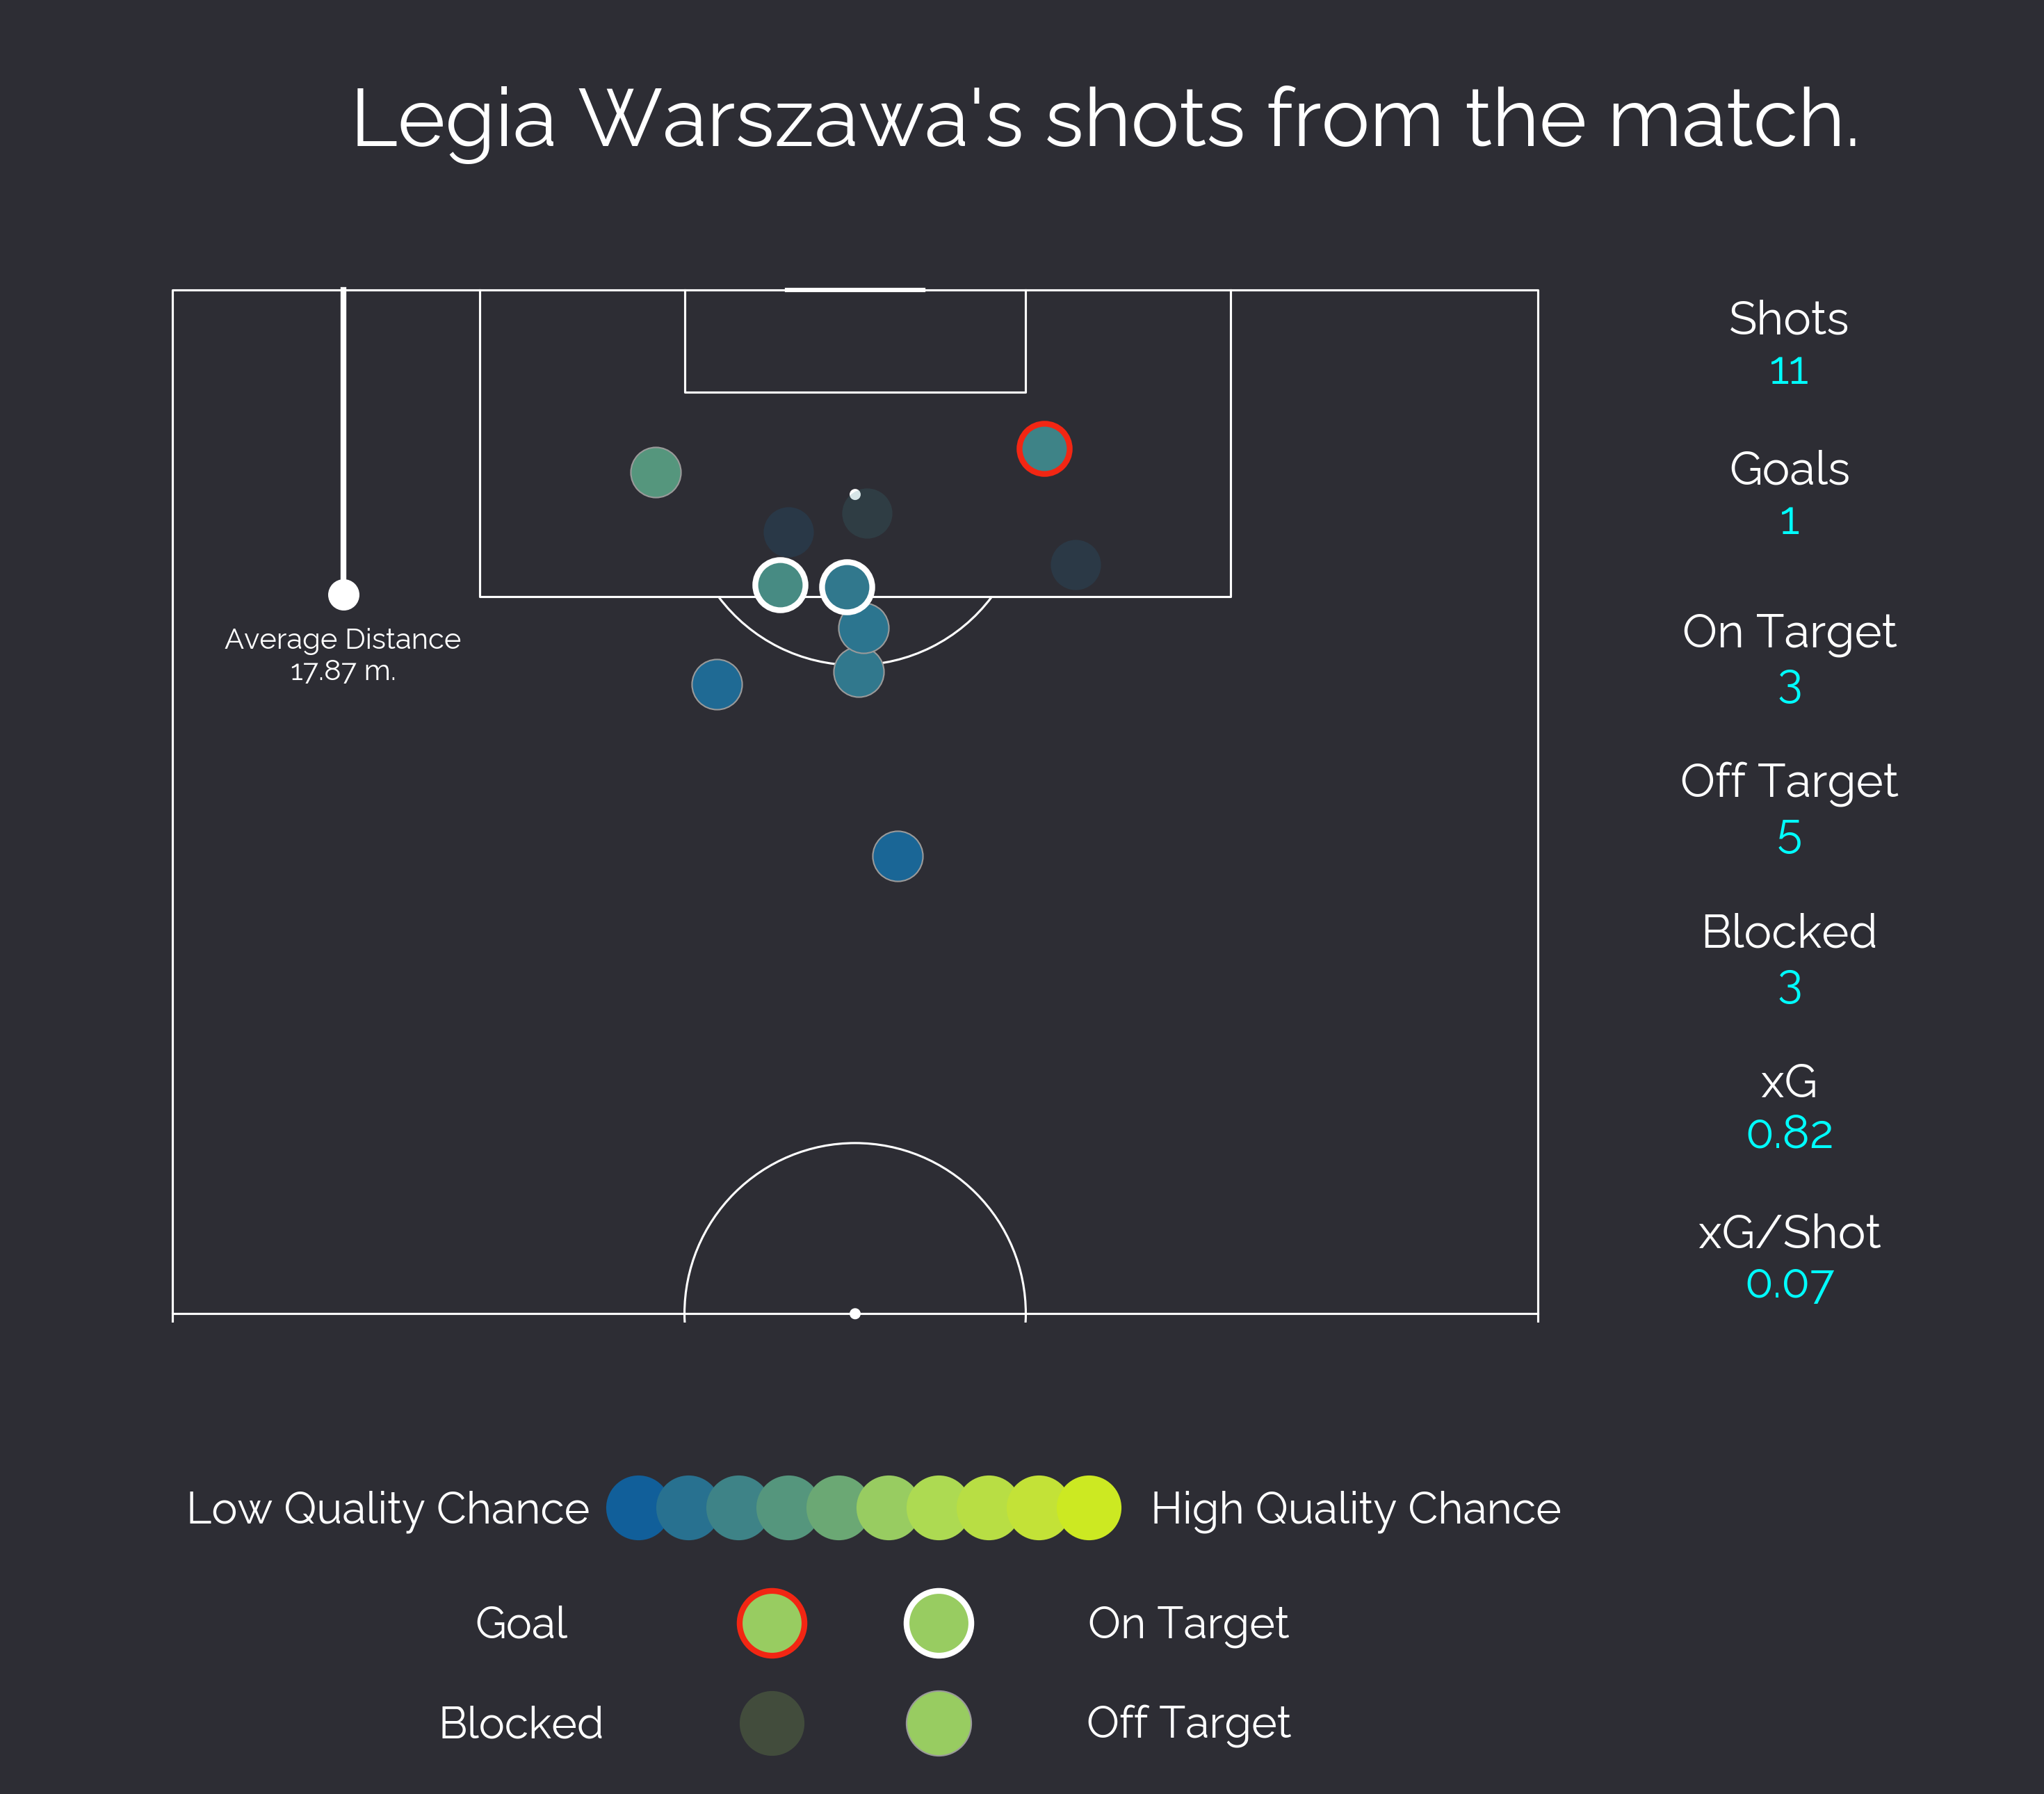 Legia Warszawa's shots from the match.
Average Distance
17.87 m.
Shots
11
Goals
1
On Target
3
Off Target
5
Blocked
3
xG
0.82
xG/Shot
0.07
Low Quality Chance
High Quality Chance
Goal
On Target
Blocked
Off Target